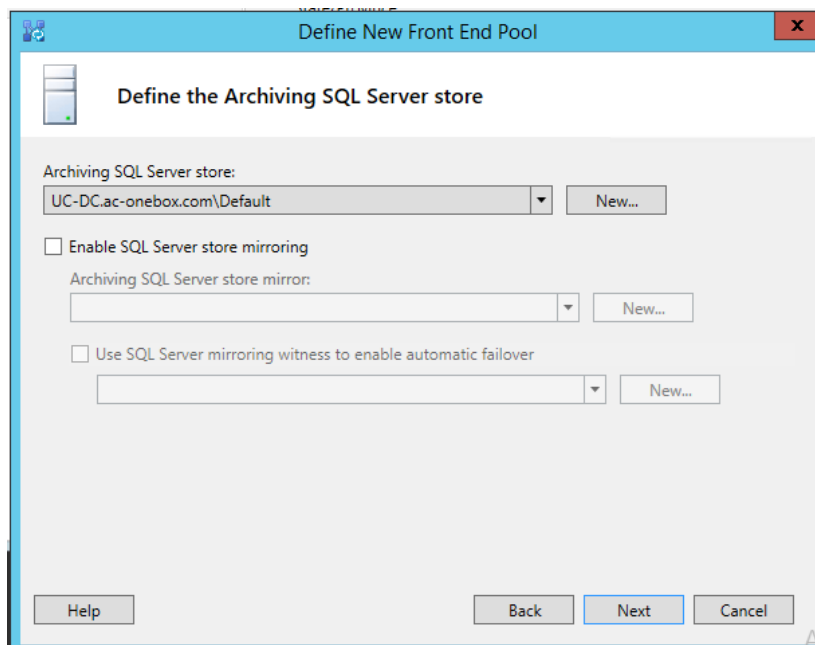 Define New Front End Pool
X
Define the Archiving SQL Server store
Archiving SQL Server store:
UC-DC.ac-onebox.com\Default
New...
Enable SQL Server store mirroring
Archiving SQL Server store mirror:
New...
Use SQL Server mirroring witness to enable automatic failover
New...
Help
Back
Next
Cancel